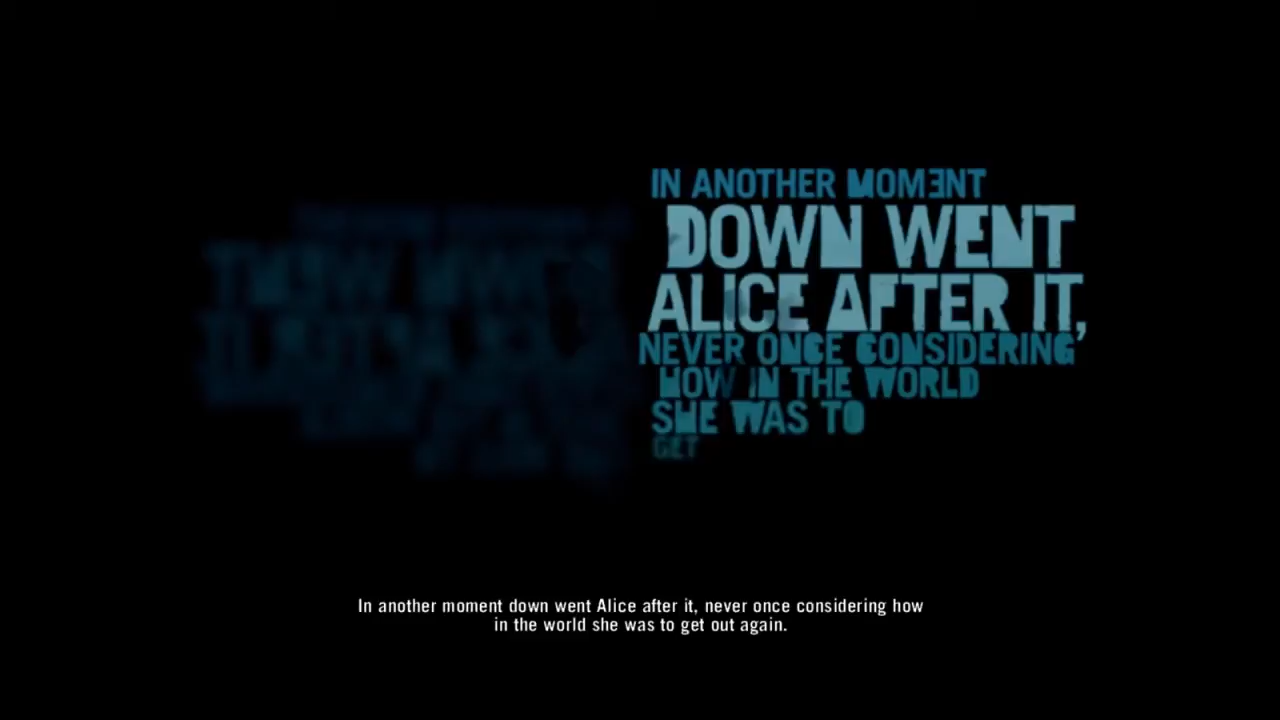 IN ANOTHER MOMENT
DOWN WENT
ALICE AFTER IT,
NEVER ONCE CONSIDERING
HOW IN THE WORLD
SHE WAS TO
GET
In another moment down went Alice after it, never once considering how
in the world she was to get out again.